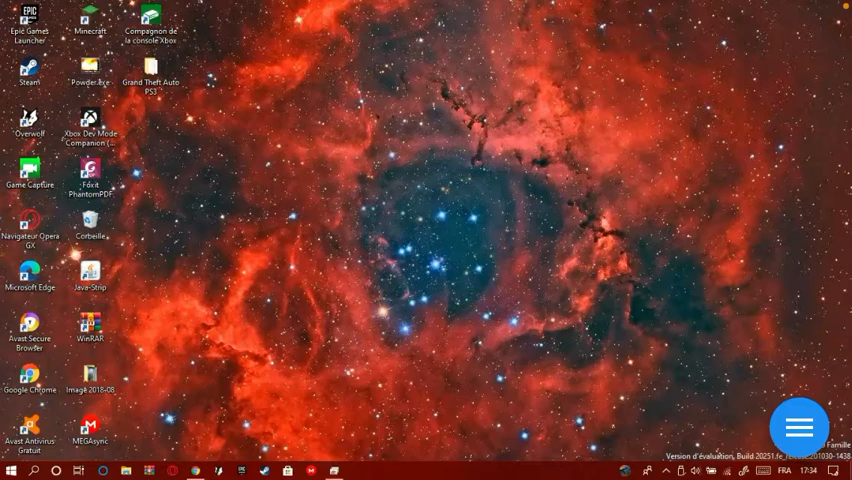 EPIC
GAMES
Epic Games
Launcher
Minecraft
Compagnon de
la console Xbox
Steam
Powder.exe
Grand Theft Auto
PS3
Overwolf
Xbox Dev Mode
Companion (...
Game Capture
Foxit
PhantomPDF
Navigateur Opera
GX
Corbeille
Microsoft Edge
Java-Strip
Avast Secure
Browser
WinRAR
Google Chrome
Image 2018-08
Avast Antivirus
Gratuit
MEGAsync
Famille
Version d'évaluation, Build 20251.fe_release.201030-1438
FRA
17:34